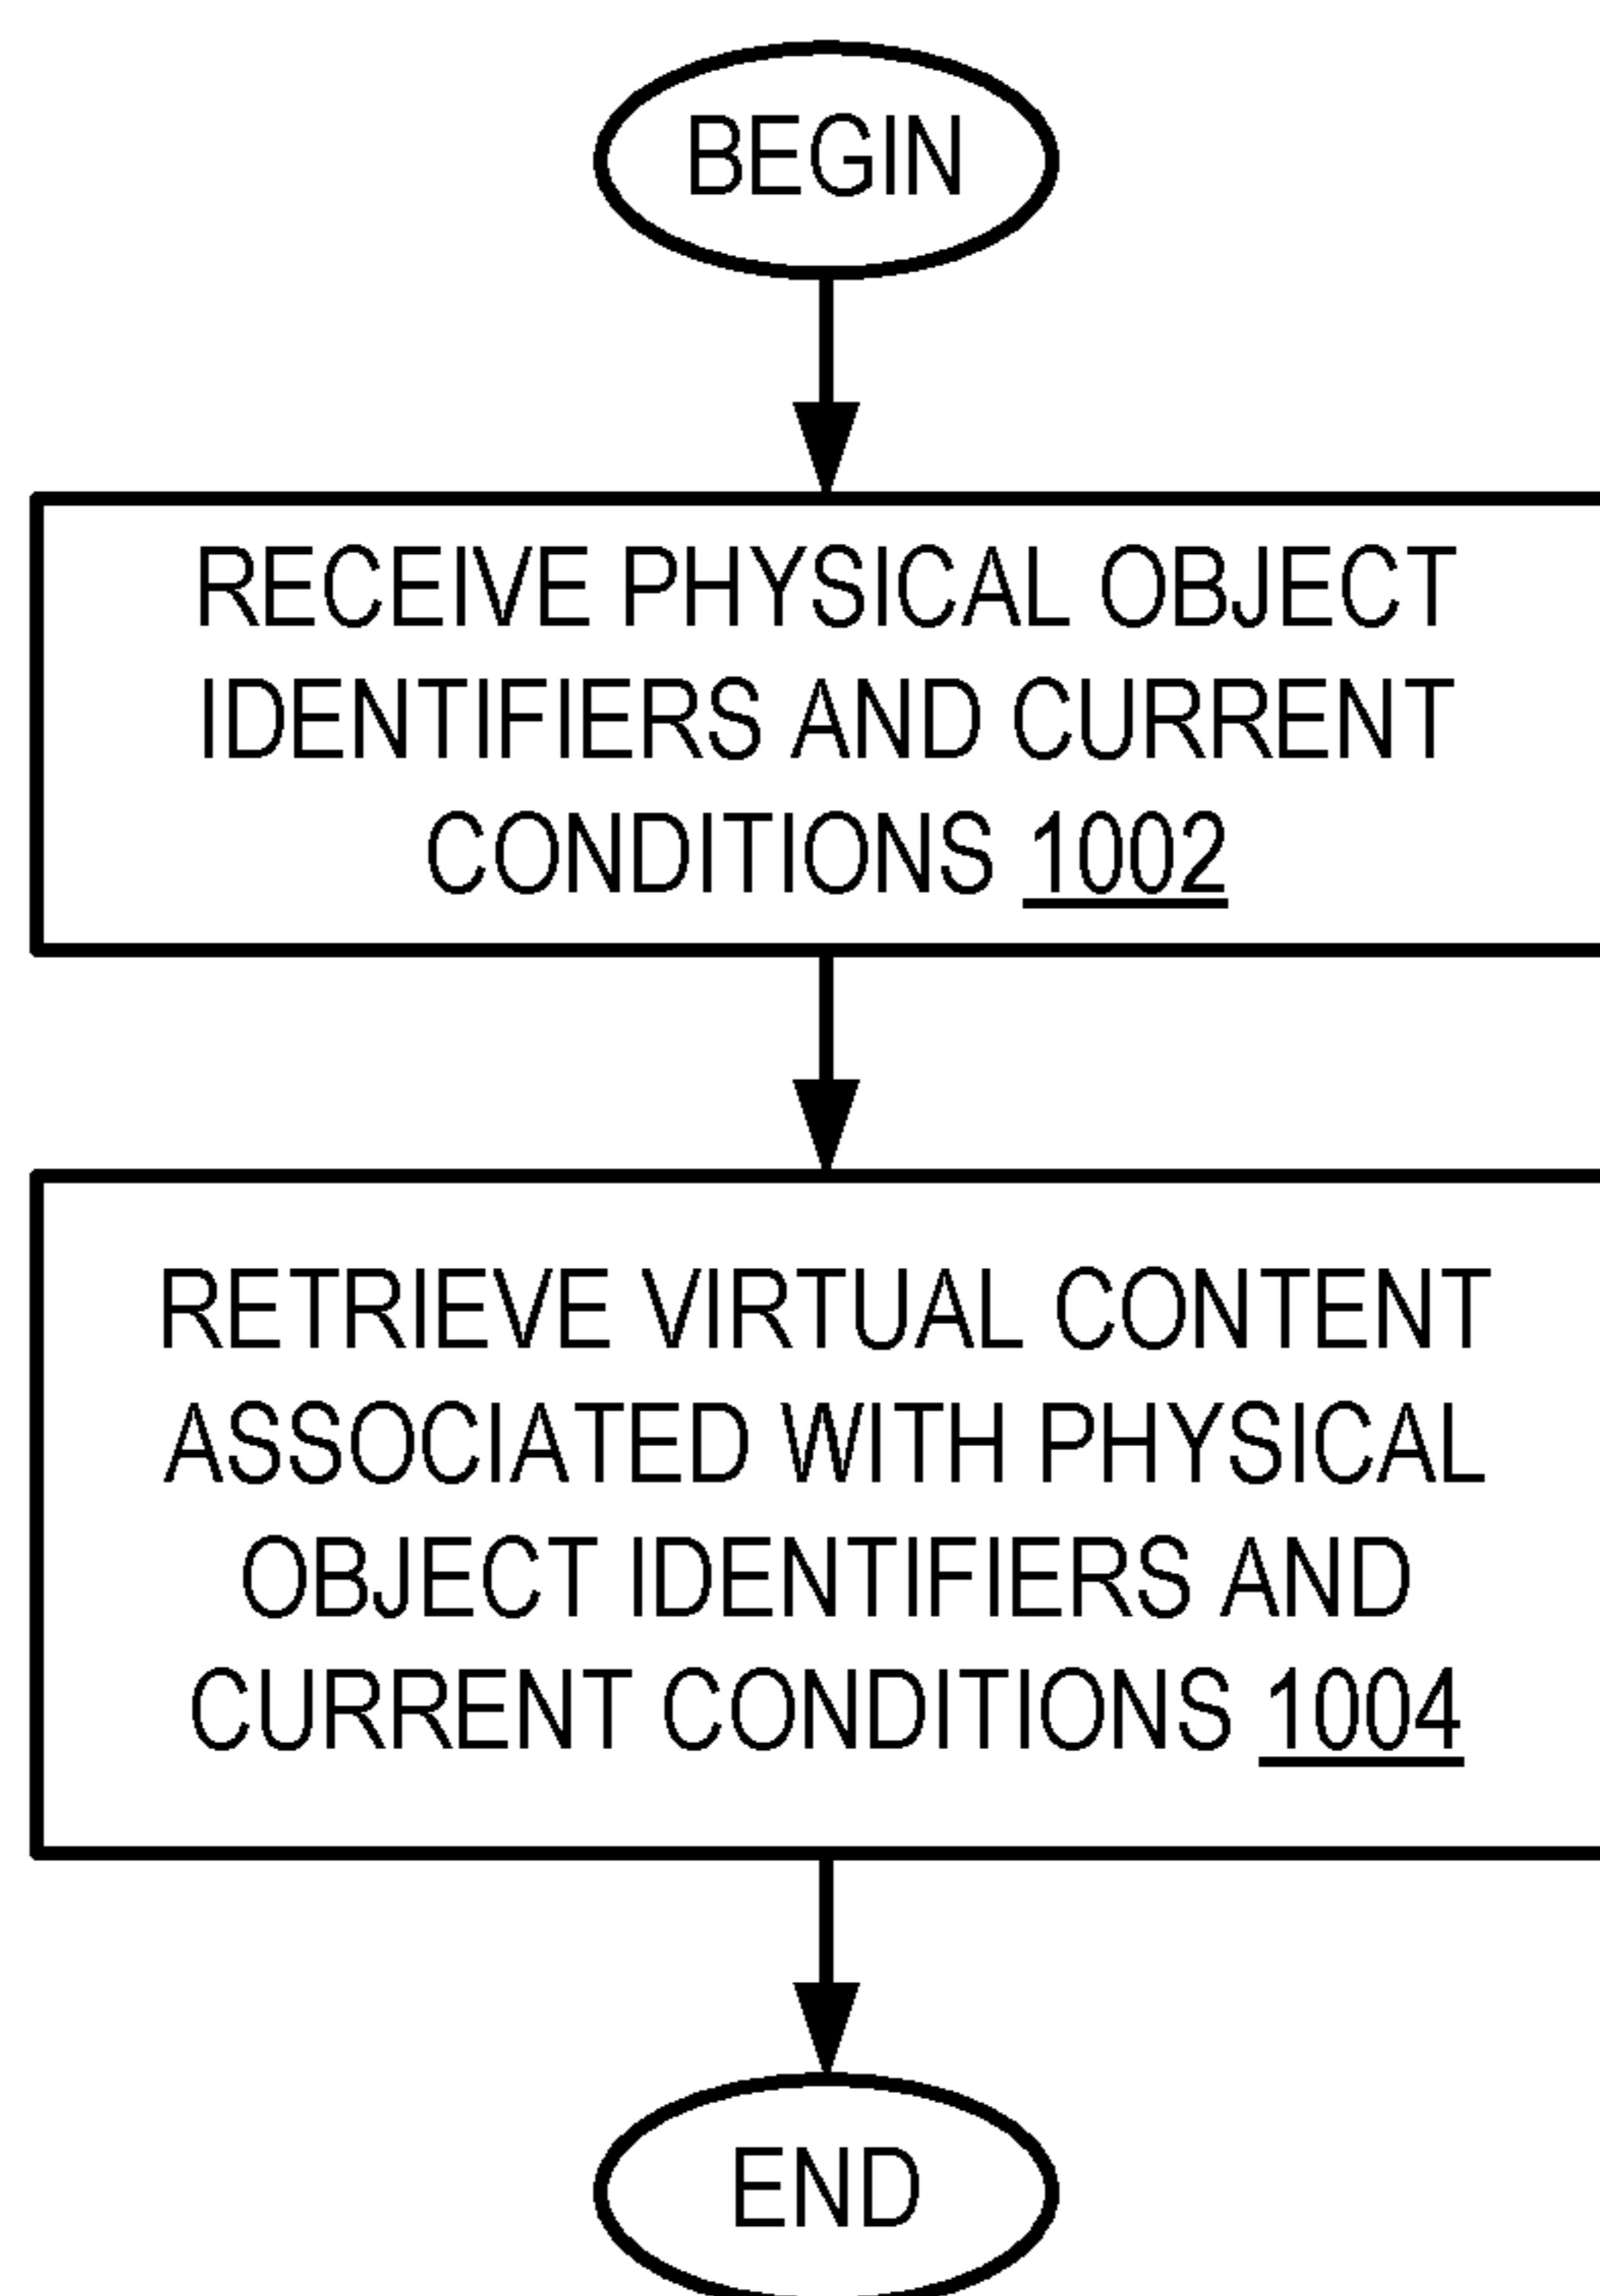 BEGIN
RECEIVE PHYSICAL OBJECT
IDENTIFIERS AND CURRENT
CONDITIONS 1002
RETRIEVE VIRTUAL CONTENT
ASSOCIATED WITH PHYSICAL
OBJECT IDENTIFIERS AND
CURRENT CONDITIONS 1004
END